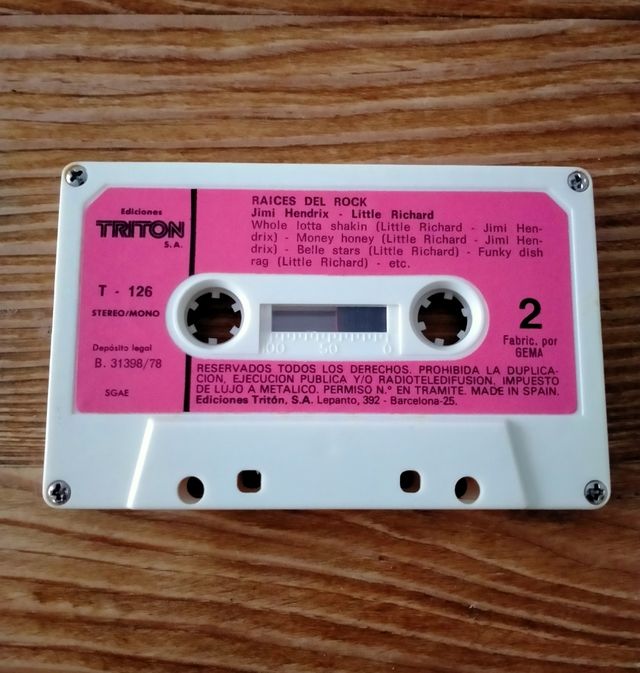 RAICES DEL ROCK
Jimi Hendrix - Little Richard
Whole lotta shakin (Little Richard - Jimi Hen-
drix) - Money honey (Little Richard - Jimi Hen-
drix) - Belle stars (Little Richard) - Funky dish
rag (Little Richard) - etc.
Ediciones
TRITON
S.A.
T - 126
STEREO/MONO
Depósito legal
B. 31398/78
SGAE
00 50 0
2
Fabric. por
GEMA
RESERVADOS TODOS LOS DERECHOS. PROHIBIDA LA DUPLICA-
CION, EJECUCION PUBLICA Y/O RADIOTELEDIFUSION. IMPUESTO
DE LUJO A METALICO. PERMISO N.º EN TRAMITE. MADE IN SPAIN.
Ediciones Tritón, S.A. Lepanto, 392 - Barcelona-25.